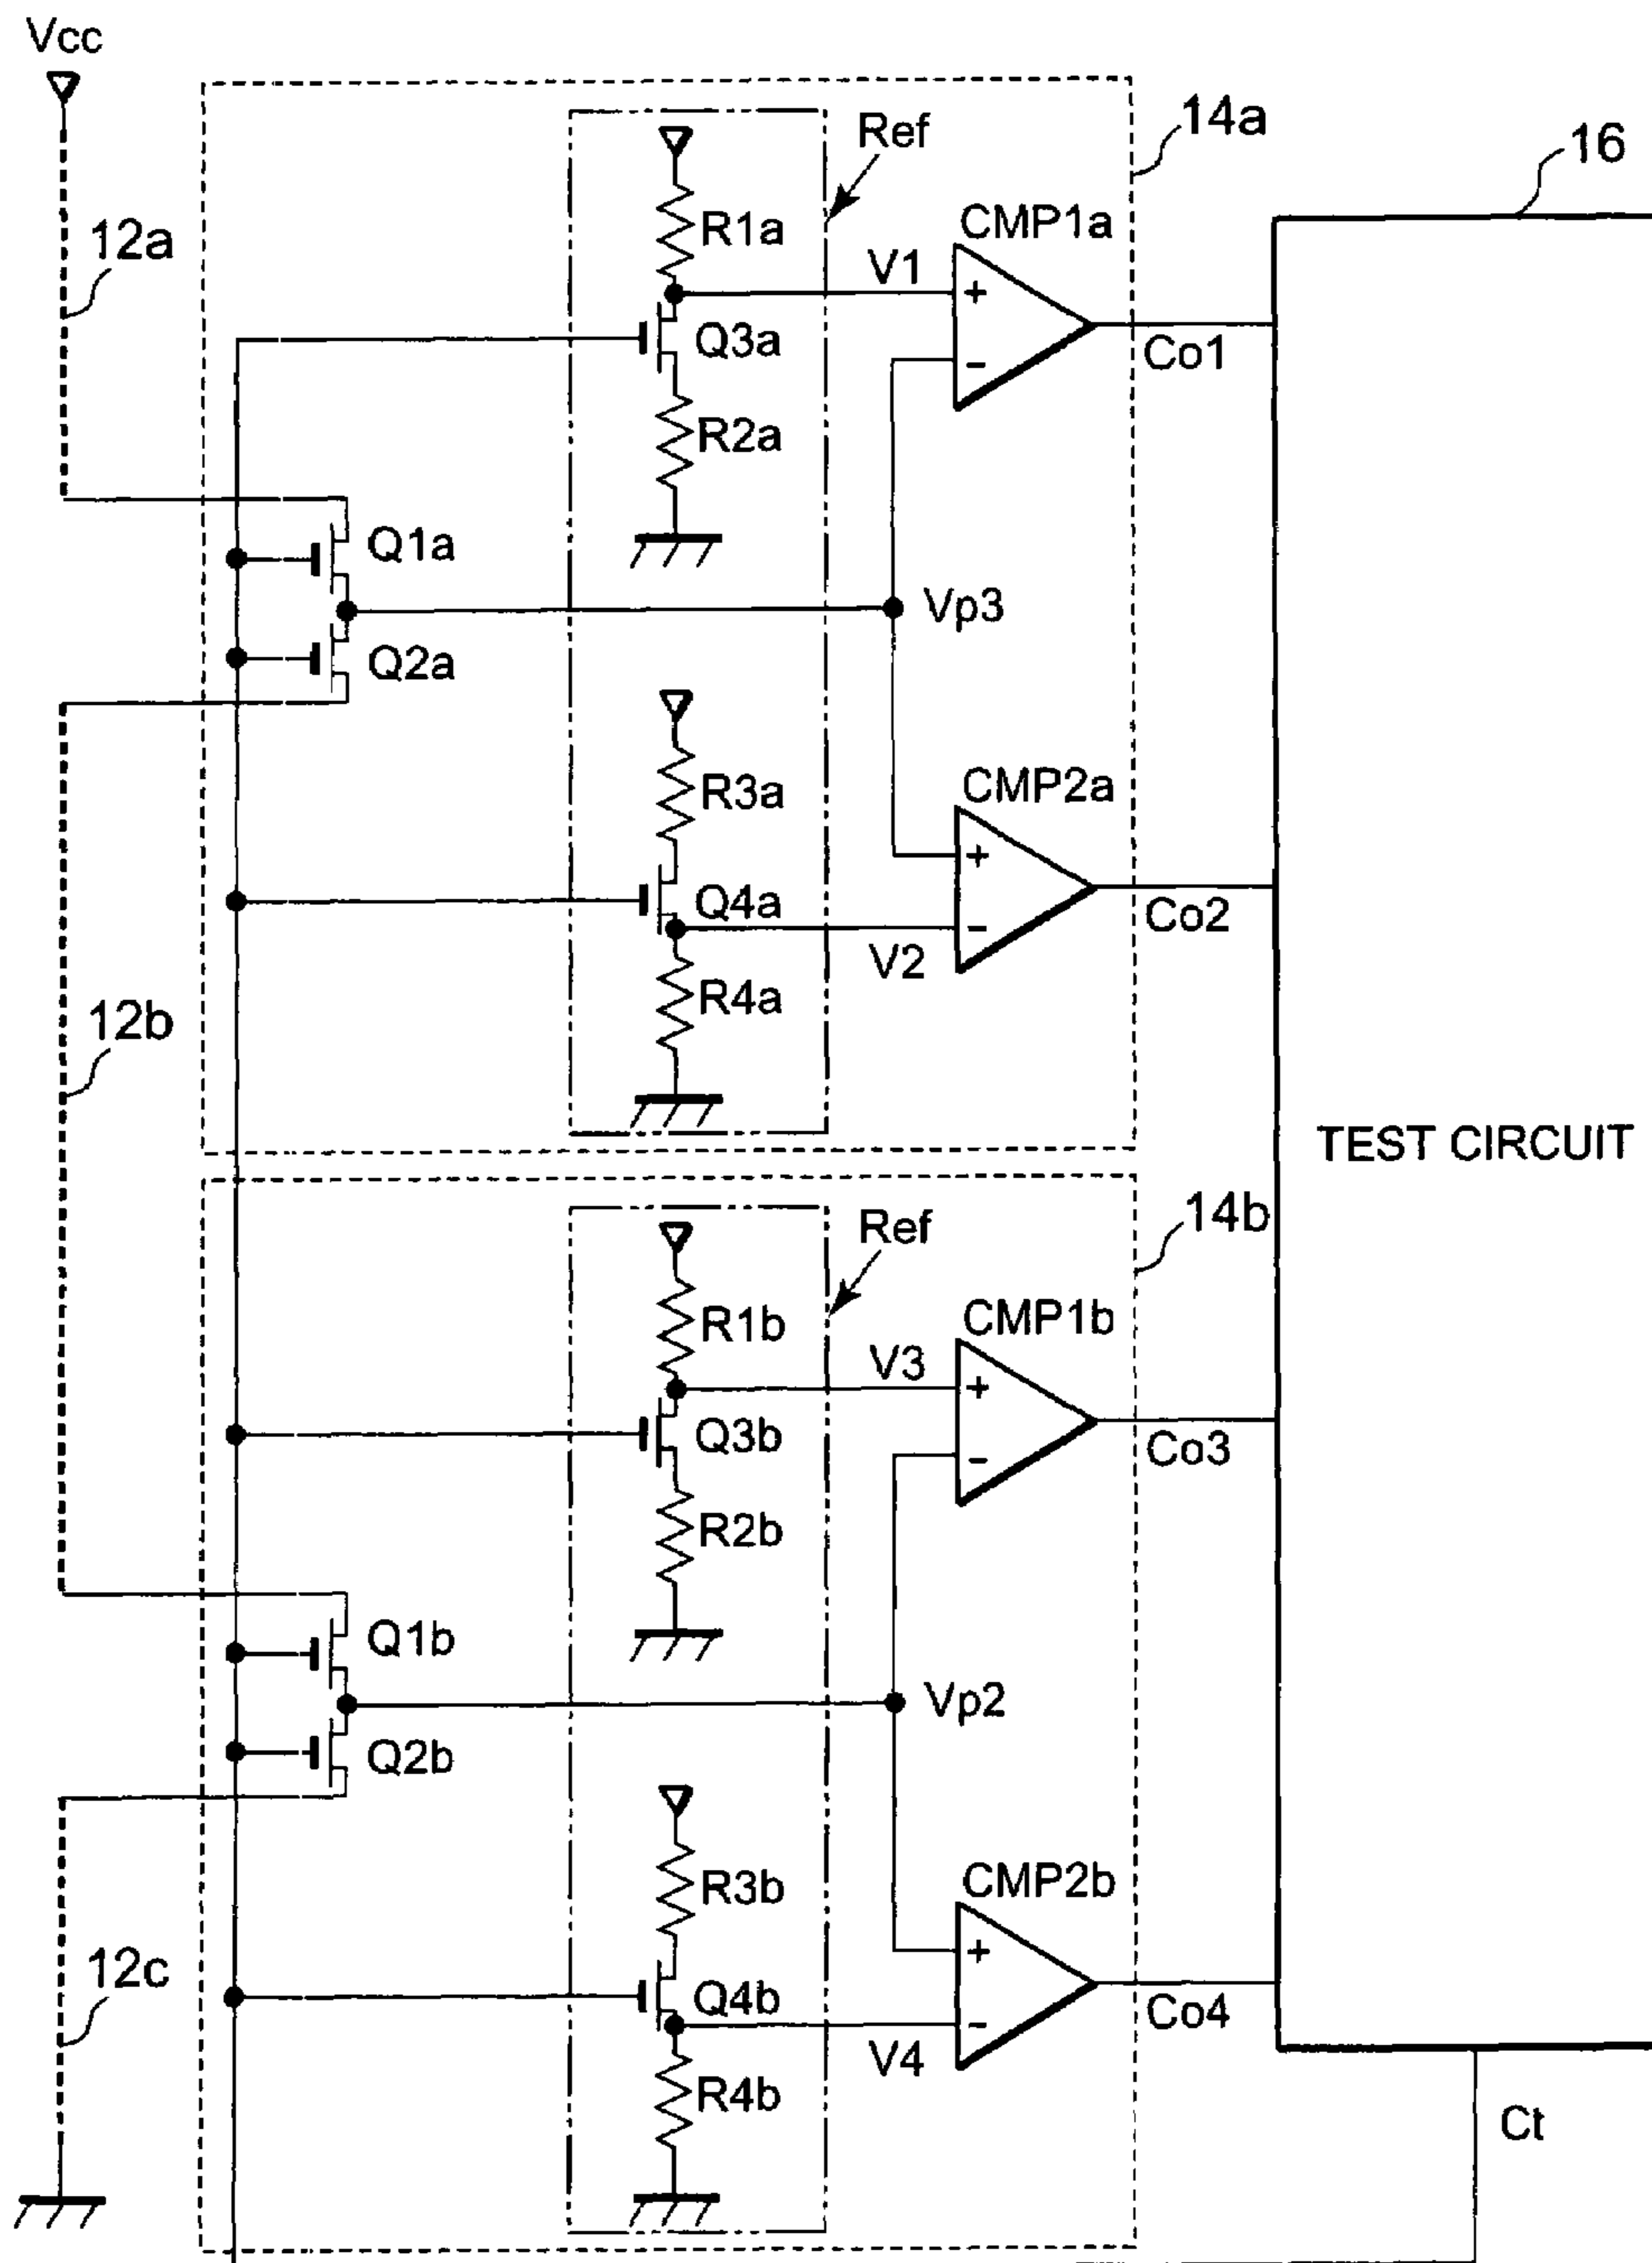 Vcc
12a
Ref
14a
16
R1a
CMP1a
V1
+
Q3a
-
Co1
R2a
Q1a
Vp3
Q2a
R3a
CMP2a
+
Q4a
-
Co2
V2
R4a
12b
TEST CIRCUIT
Ref
14b
R1b
CMP1b
V3
+
Q3b
-
Co3
R2b
Q1b
Vp2
Q2b
R3b
CMP2b
+
12c
Q4b
-
Co4
V4
R4b
Ct